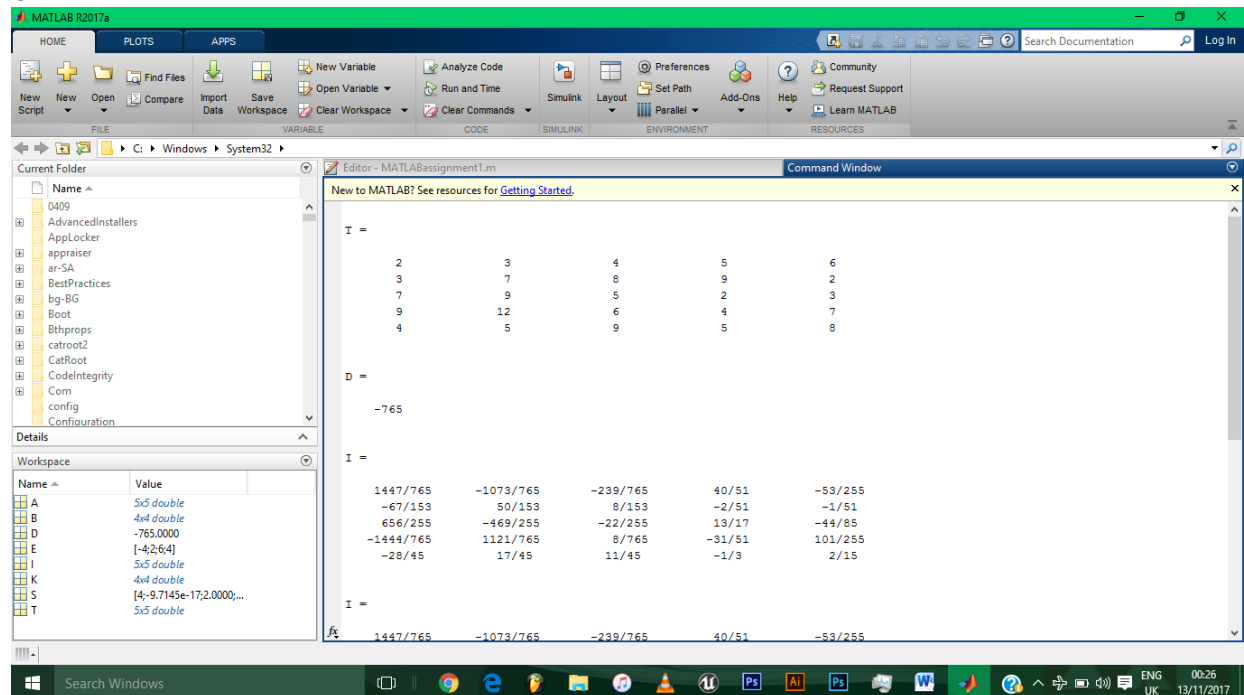 MATLAB R2017a
HOME PLOTS APPS Search Documentation Log In
New Script New Open Find Files Compare Import Data Save Workspace New Variable Open Variable Clear Workspace Analyze Code Run and Time Clear Commands Simulink Layout Preferences Set Path Parallel Add-Ons Help Community Request Support Learn MATLAB
FILE VARIABLE CODE SIMULINK ENVIRONMENT RESOURCES
C: Windows System32
Current Folder
Name
0409
AdvancedInstallers
AppLocker
appraiser
ar-SA
BestPractices
bg-BG
Boot
Bthprops
catroot2
CatRoot
CodeIntegrity
Com
config
Configuration
Details
Workspace
Name Value
A 5x5 double
B 4x4 double
D -765.0000
E [-4;2;6;4]
I 5x5 double
K 4x4 double
S [4;-9.7145e-17;2.0000;...
T 5x5 double
Editor - MATLABassignment1.m Command Window
New to MATLAB? See resources for Getting Started.
T =
2 3 4 5 6
3 7 8 9 2
7 9 5 2 3
9 12 6 4 7
4 5 9 5 8
D =
-765
I =
1447/765 -1073/765 -239/765 40/51 -53/255
-67/153 50/153 8/153 -2/51 -1/51
656/255 -469/255 -22/255 13/17 -44/85
-1444/765 1121/765 8/765 -31/51 101/255
-28/45 17/45 11/45 -1/3 2/15
I =
fx 1447/765 -1073/765 -239/765 40/51 -53/255
Search Windows Ps Ai Ps ENG 00:26
UK 13/11/2017